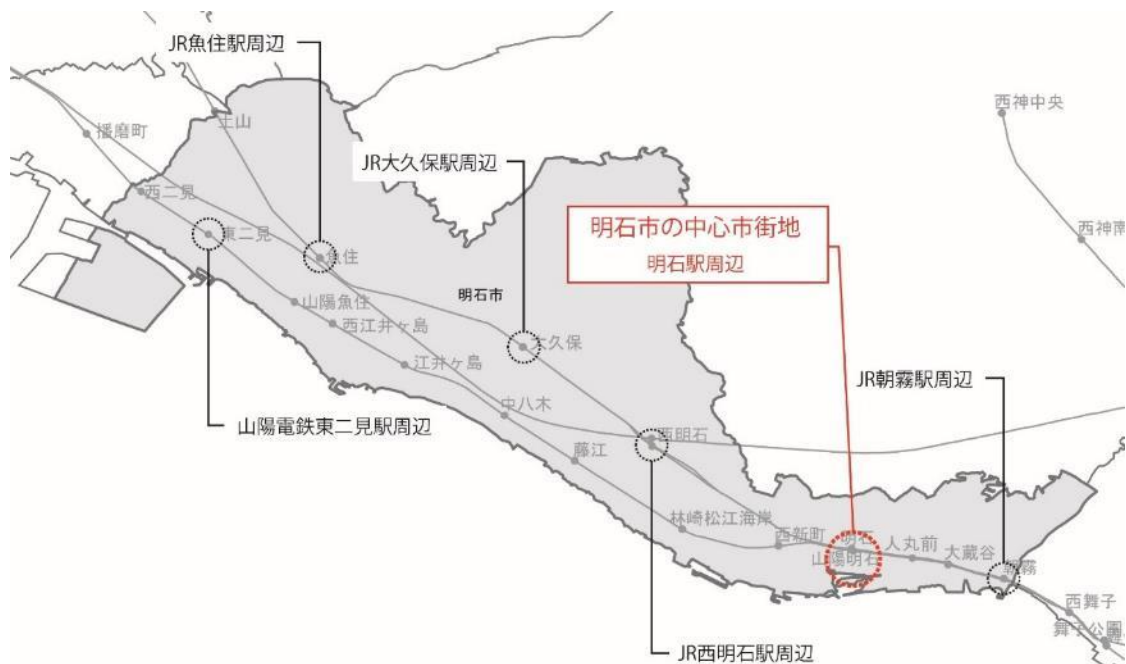 JR魚住駅周辺
西神中央
土山
播磨町
JR大久保駅周辺
西二見
明石市の中心市街地
明石駅周辺
東二見
西神南
魚住
明石市
山陽魚住
西江井ヶ島
大久保
江井ヶ島
JR朝霧駅周辺
中八木
山陽電鉄東二見駅周辺
西明石
藤江
林崎松江海岸
西新町
明石
人丸前
山陽明石
大蔵谷
朝霧
西舞子
舞子公園
JR西明石駅周辺